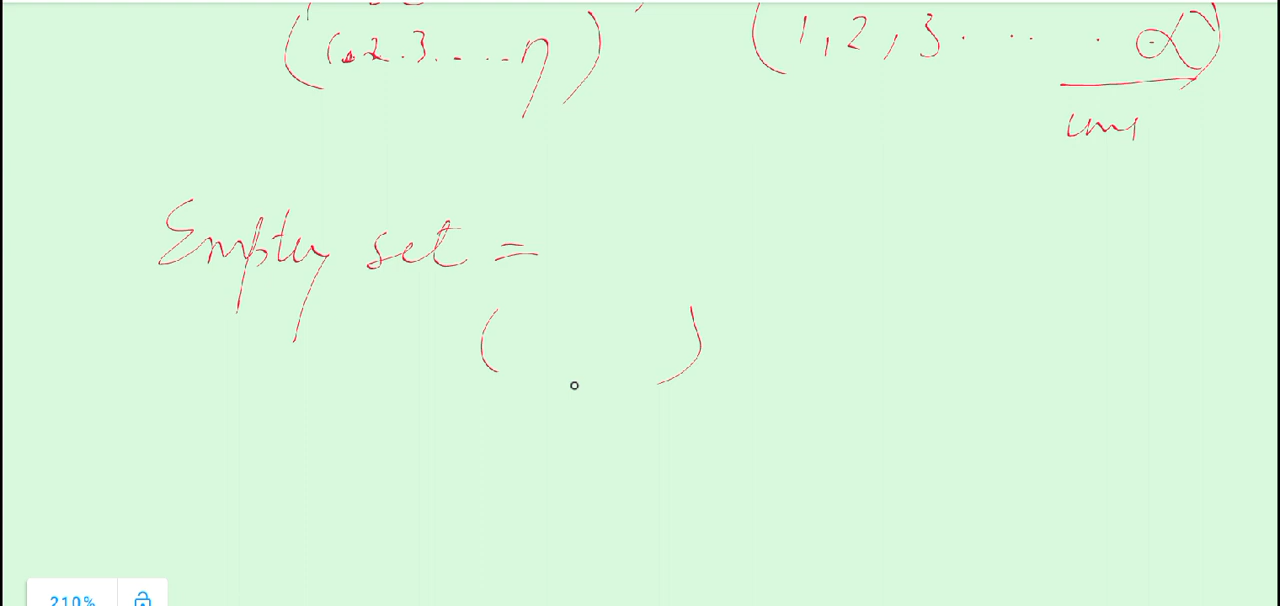 (1,2.3.....n) (1,2,3..... ∞)
Empty set =
( )
210%